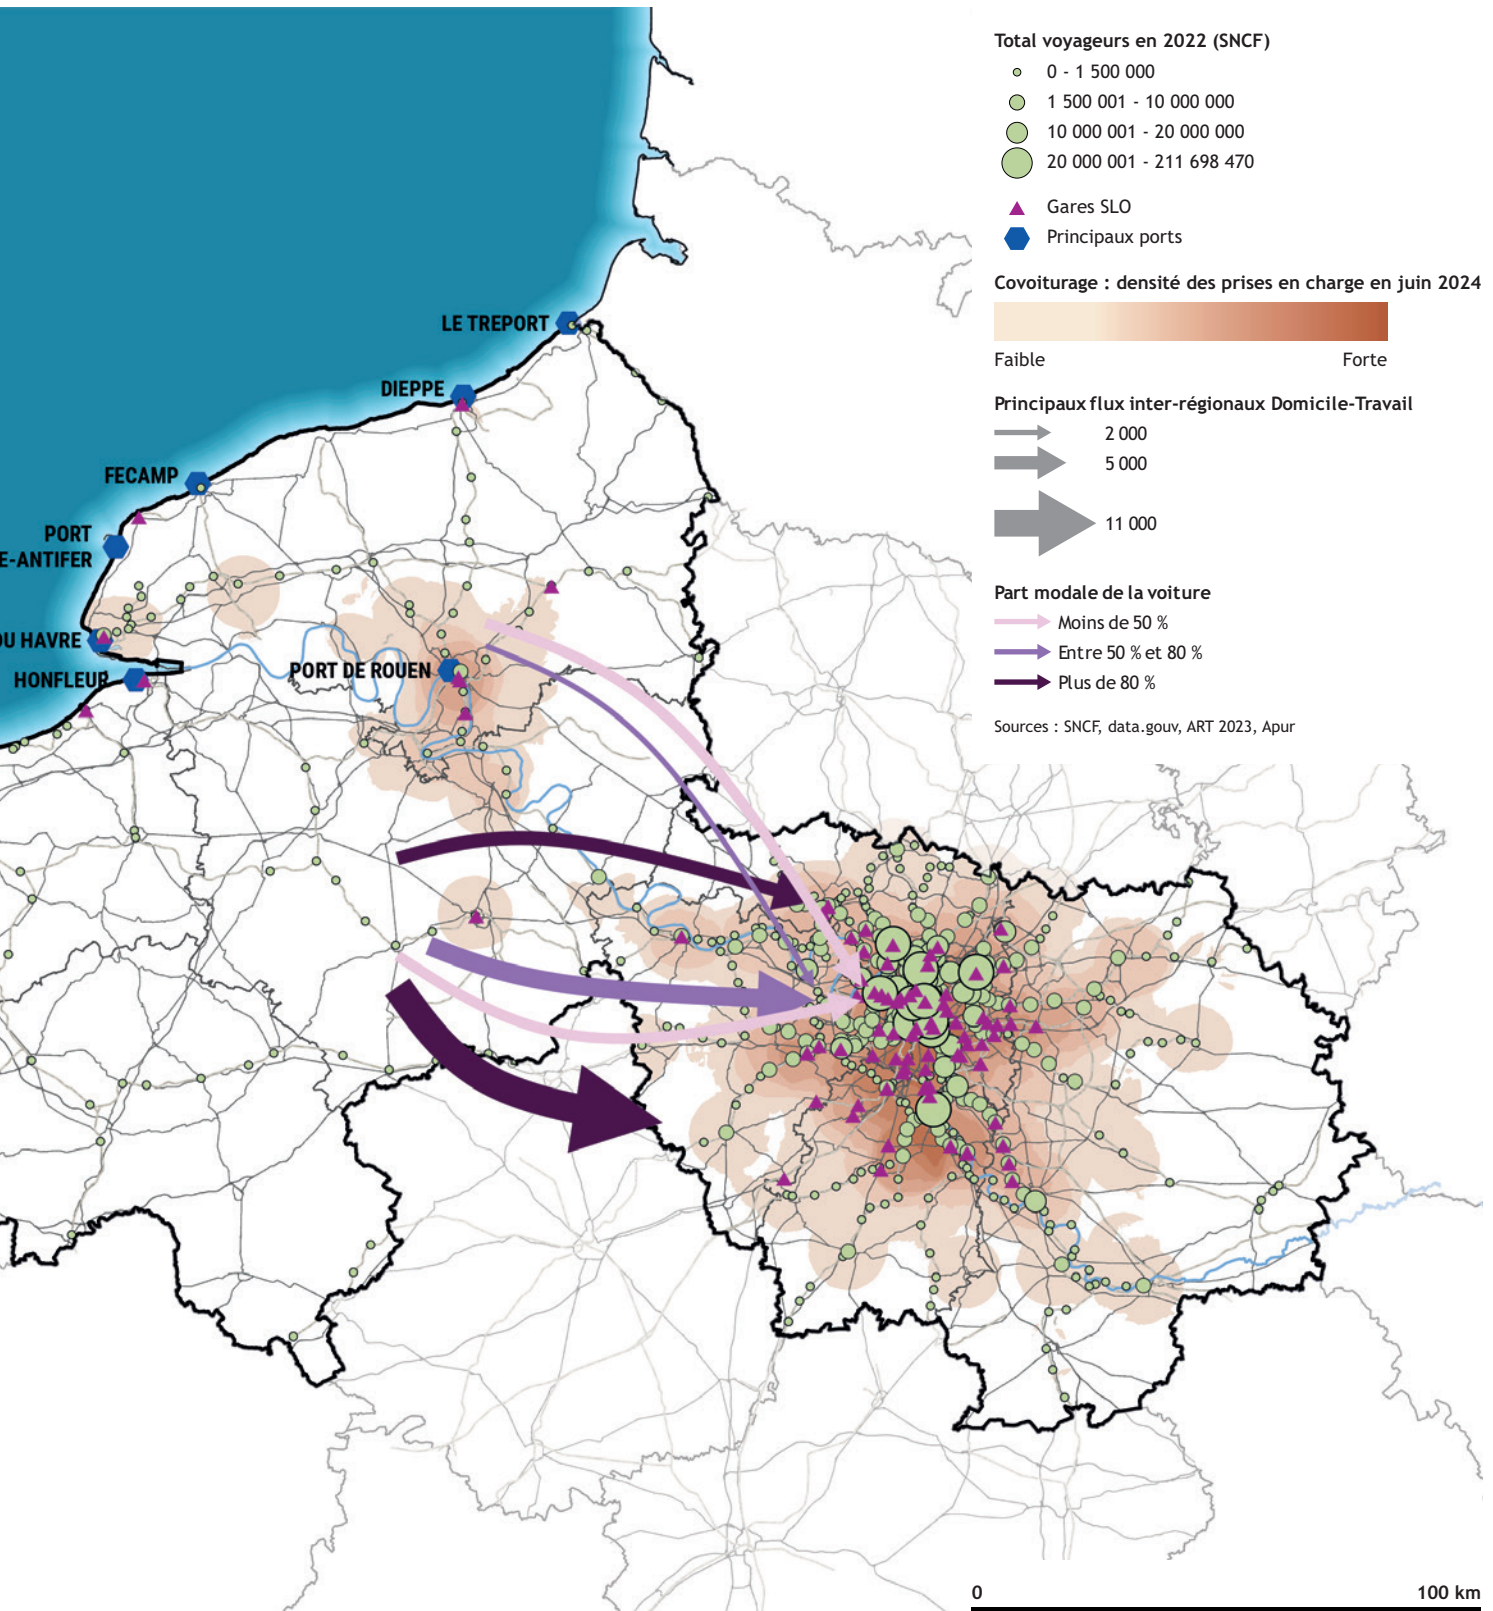 Total voyageurs en 2022 (SNCF)
0 - 1 500 000
1 500 001 - 10 000 000
10 000 001 - 20 000 000
20 000 001 - 211 698 470
Gares SLO
Principaux ports
Covoiturage : densité des prises en charge en juin 2024
Faible Forte
Principaux flux inter-régionaux Domicile-Travail
2 000
5 000
11 000
Part modale de la voiture
Moins de 50 %
Entre 50 % et 80 %
Plus de 80 %
Sources : SNCF, data.gouv, ART 2023, Apur
LE TREPORT
DIEPPE
FECAMP
PORT
E-ANTIFER
OU HAVRE
HONFLEUR
PORT DE ROUEN
0 100 km